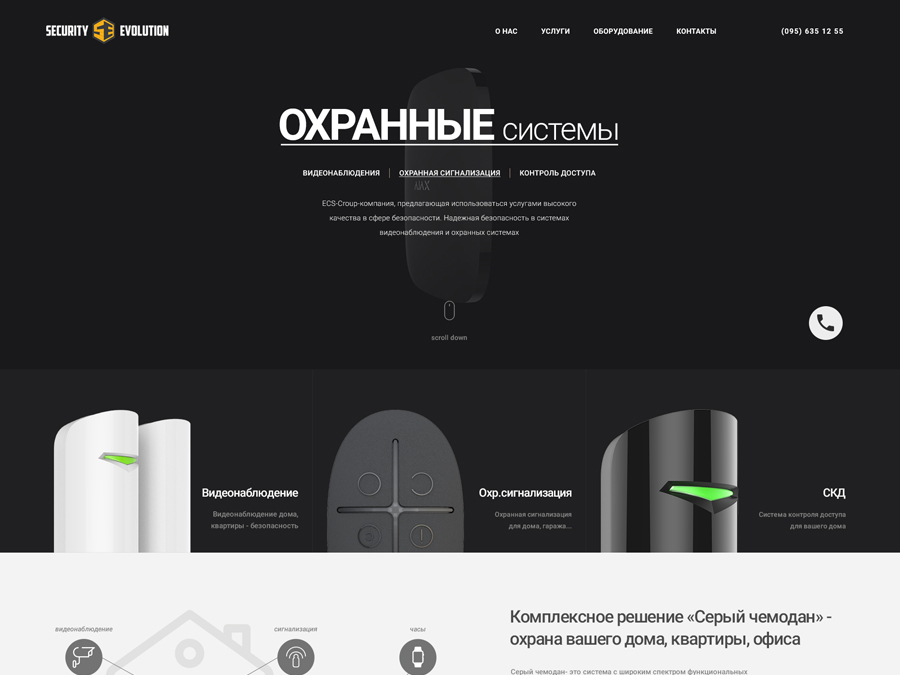 SECURITY SE EVOLUTION
О НАС УСЛУГИ ОБОРУДОВАНИЕ КОНТАКТЫ (095) 635 12 55
ОХРАННЫЕ системы
ВИДЕОНАБЛЮДЕНИЯ | ОХРАННАЯ СИГНАЛИЗАЦИЯ | КОНТРОЛЬ ДОСТУПА
AJAX
ECS-Croup-компания, предлагающая использоваться услугами высокого
качества в сфере безопасности. Надежная безопасность в системах
видеонаблюдения и охранных системах
scroll down
Видеонаблюдение
Видеонаблюдение дома,
квартиры - безопасность
Охр.сигнализация
Охранная сигнализация
для дома, гаража...
СКД
Система контроля доступа
для вашего дома
видеонаблюдение
сигнализация
часы
Комплексное решение «Серый чемодан» -
охрана вашего дома, квартиры, офиса
Серый чемодан- это система с широким спектром функциональных